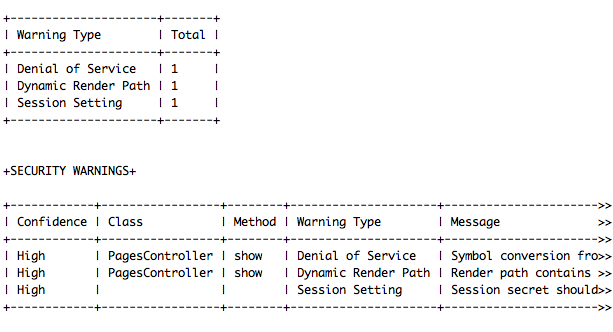 +---------------------+-------+
| Warning Type        | Total |
+---------------------+-------+
| Denial of Service   | 1     |
| Dynamic Render Path | 1     |
| Session Setting     | 1     |
+---------------------+-------+
+SECURITY WARNINGS+
+------------+-----------------+--------+---------------------+---------------------->>
| Confidence | Class           | Method | Warning Type        | Message              >>
+------------+-----------------+--------+---------------------+---------------------->>
| High       | PagesController | show   | Denial of Service   | Symbol conversion fro>>
| High       | PagesController | show   | Dynamic Render Path | Render path contains >>
| High       |                 |        | Session Setting     | Session secret should>>
+------------+-----------------+--------+---------------------+---------------------->>